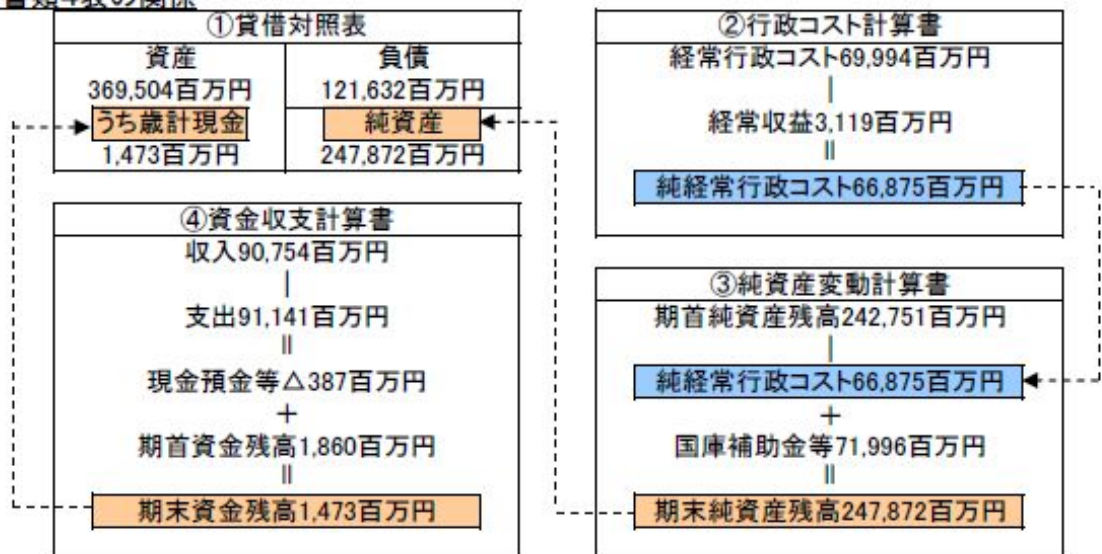 ①貸借対照表
資産 負債
369,504百万円 121,632百万円
うち歳計現金 純資産
1,473百万円 247,872百万円
②行政コスト計算書
経常行政コスト69,994百万円
|
経常収益3,119百万円
||
純経常行政コスト66,875百万円
④資金収支計算書
収入90,754百万円
|
支出91,141百万円
||
現金預金等△387百万円
+
期首資金残高1,860百万円
||
期末資金残高1,473百万円
③純資産変動計算書
期首純資産残高242,751百万円
|
純経常行政コスト66,875百万円
+
国庫補助金等71,996百万円
||
期末純資産残高247,872百万円